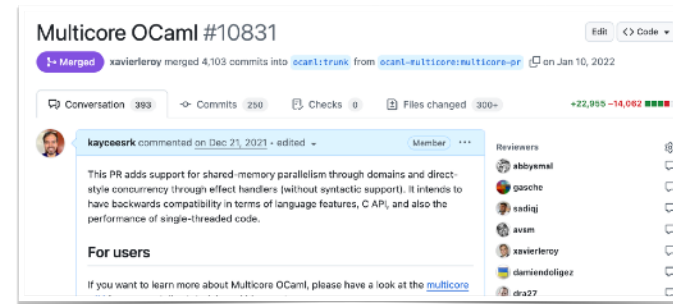 Multicore OCaml #10831
Edit <> Code
Merged xavierleroy merged 4,103 commits into ocaml:trunk from ocaml-multicore:multicore-pr on Jan 10, 2022
Conversation 393 Commits 250 Checks 0 Files changed 300+ +22,955 −14,062
kayceesrk commented on Dec 21, 2021 • edited Member ...
This PR adds support for shared-memory parallelism through domains and direct-
style concurrency through effect handlers (without syntactic support). It intends to
have backwards compatibility in terms of language features, C API, and also the
performance of single-threaded code.
For users
If you want to learn more about Multicore OCaml, please have a look at the multicore
Reviewers
abbysmal
gasche
sadiqj
avsm
xavierleroy
damiendoligez
dra27